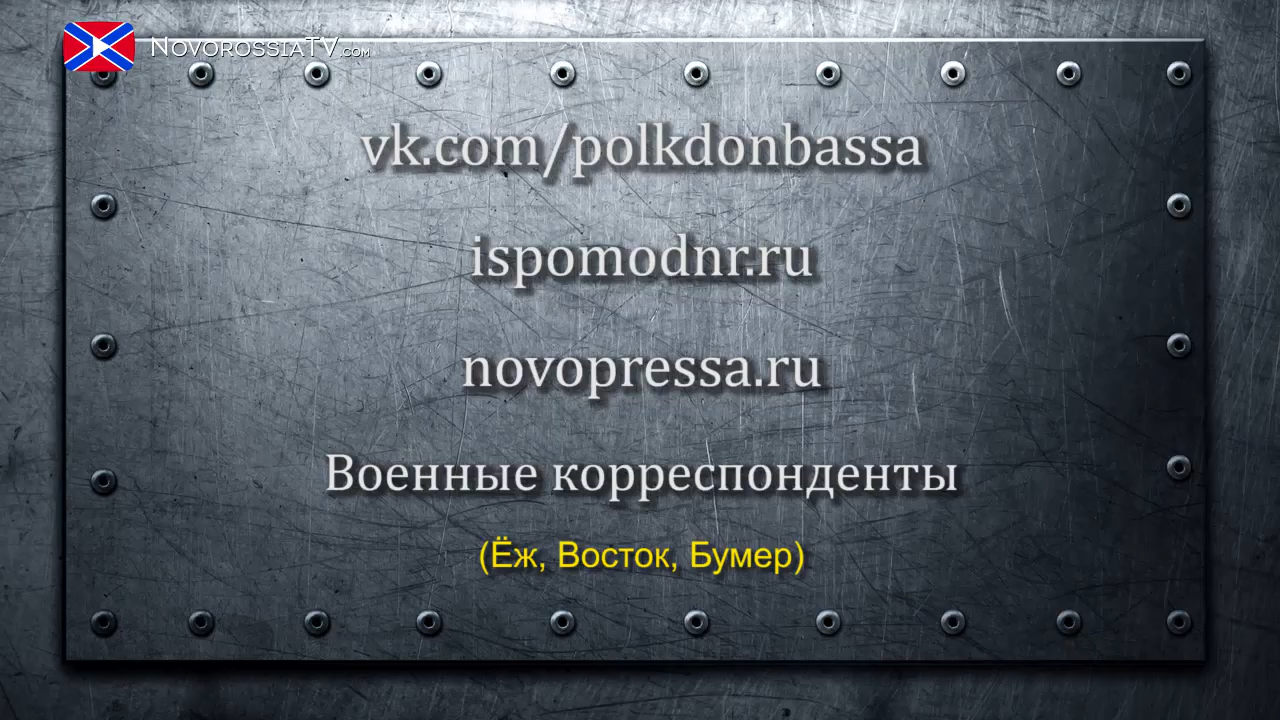 NovorossiaTV.com
vk.com/polkdonbassa
ispomodnr.ru
novopressa.ru
Военные корреспонденты
(Ёж, Восток, Бумер)